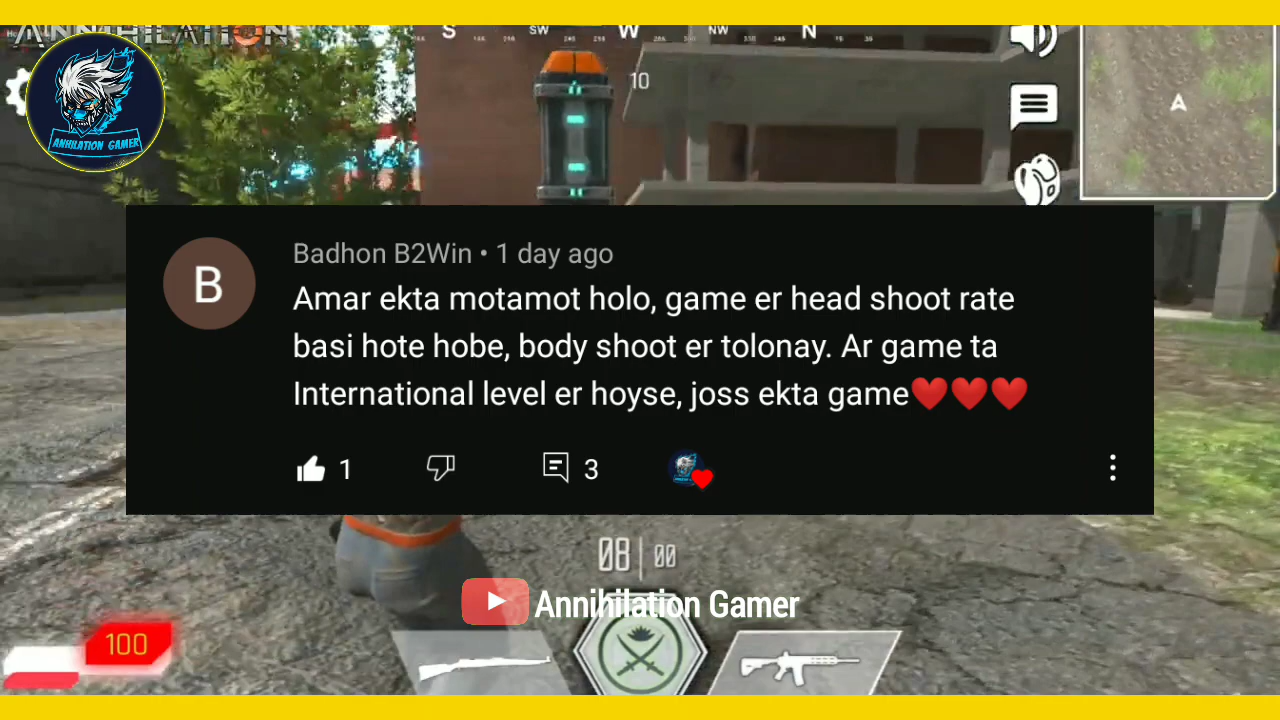 ANNIHILATION
S
SW
W
NW
N
10
A
ANHILATION GAMER
B
Badhon B2Win • 1 day ago
Amar ekta motamot holo, game er head shoot rate
basi hote hobe, body shoot er tolonay. Ar game ta
International level er hoyse, joss ekta game❤️❤️❤️
1
3
08 | 00
Annihilation Gamer
100